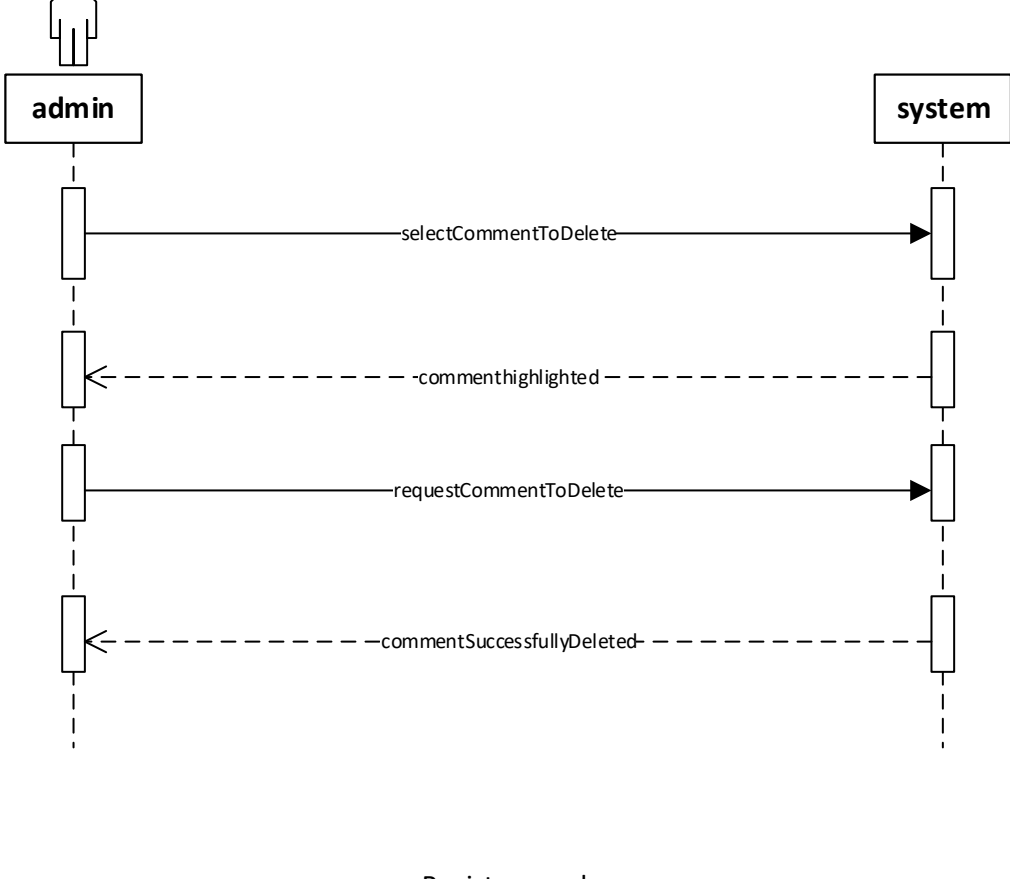 admin
system
selectCommentToDelete
commenthighlighted
requestCommentToDelete
commentSuccessfullyDeleted